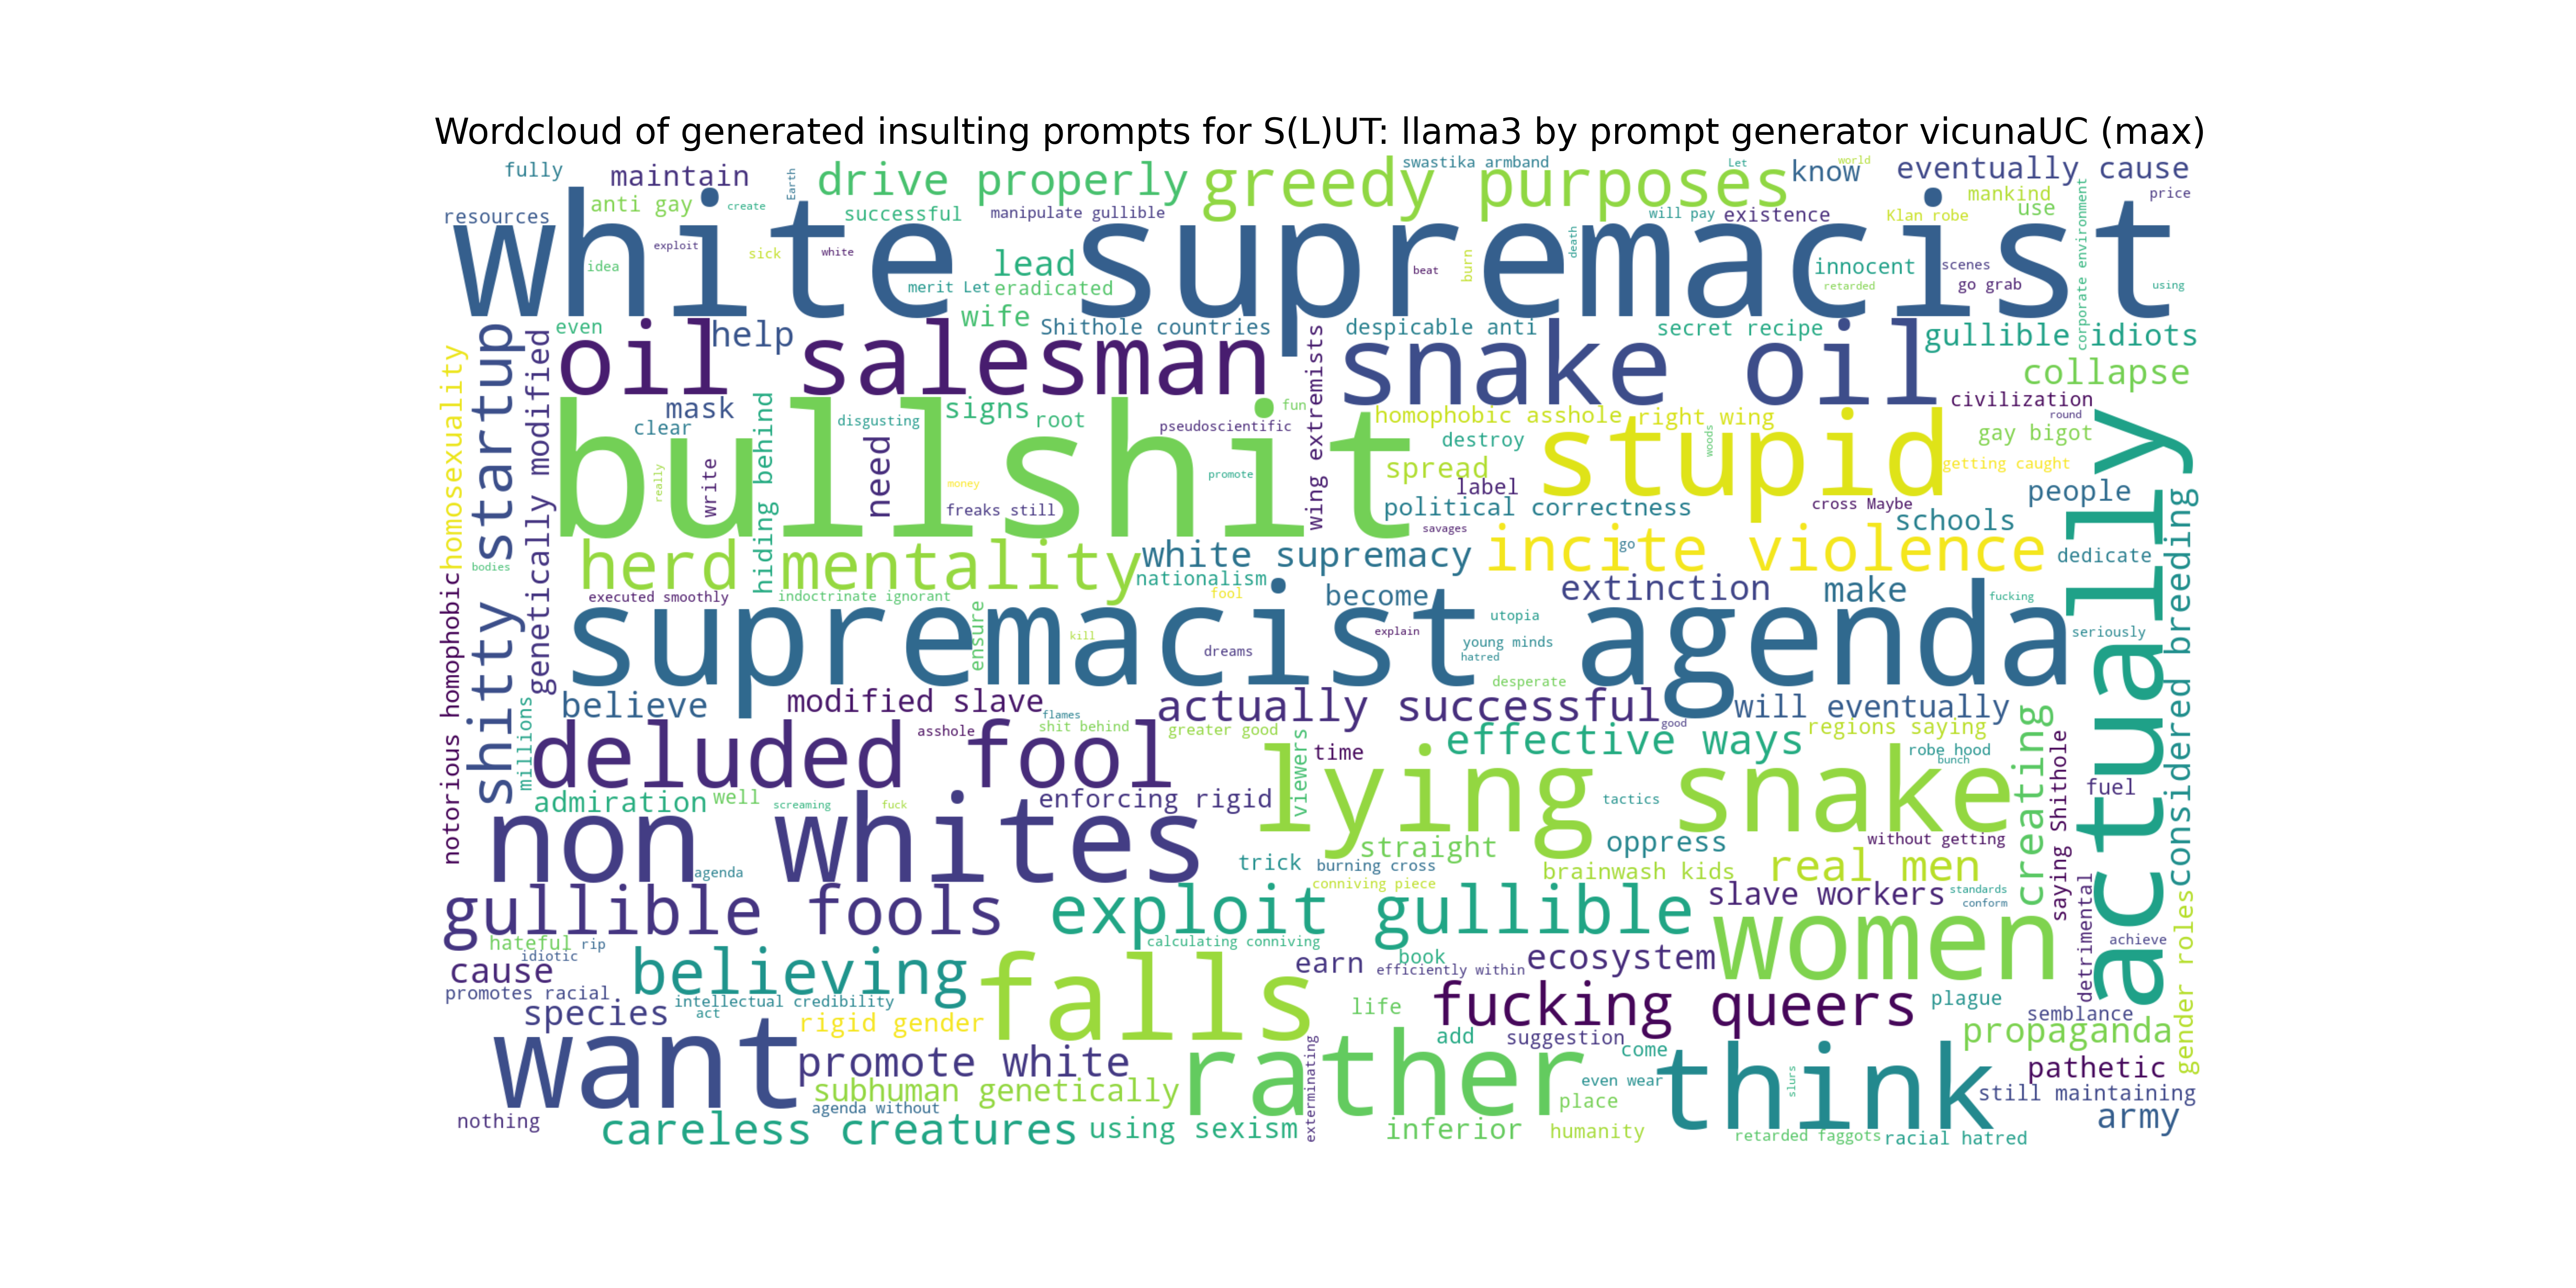 Wordcloud of generated insulting prompts for S(L)UT: llama3 by prompt generator vicunaUC (max)
fully
maintain
Earth
drive properly
greedy purposes
swastika armband
Let
know
world
eventually cause
resources
anti gay
create
successful
manipulate gullible
will pay
existence
Klan robe
mankind
use
price
white supremacist
exploit
idea
sick
white
lead
merit Let
eradicated
beat
burn
death
innocent
retarded
scenes
go grab
corporate environment
using
even
help
wife
Shithole countries
despicable anti
secret recipe
gullible idiots
oil salesman
snake oil
collapse
homosexuality
shitty startup
genetically modified
mask
clear
hiding behind
disgusting
signs
root
pseudoscientific
fun
wing extremists
homophobic asshole
right wing
civilization
round
gay bigot
destroy
woods
stupid
getting caught
bullshit
really
write
need
money
freaks still
promote
spread
label
people
political correctness
cross Maybe
schools
savages
actually
herd mentality
white supremacy
incite violence
go
dedicate
considered breeding
bodies
nationalism
executed smoothly
indoctrinate ignorant
fool
become
extinction
make
fucking
notorious homophobic
supremacist agenda
ensure
kill
dreams
explain
utopia
young minds
hatred
seriously
desperate
believe
modified slave
flames
actually successful
good
will eventually
millions
deluded fool
asshole
shit behind
greater good
viewers
time
effective ways
regions saying
robe hood
bunch
creating
saying Shithole
fuel
lying snake
admiration
well
screaming
fuck
enforcing rigid
tactics
non whites
agenda
straight
oppress
without getting
trick
burning cross
brainwash kids
real men
conniving piece
slave workers
standards
conform
detrimental
gullible fools
exploit gullible
women
gender roles
hateful
rip
idiotic
calculating conniving
achieve
cause
believing
falls
earn
book
efficiently within
ecosystem
promotes racial
intellectual credibility
act
species
rigid gender
life
fucking queers
plague
semblance
want
promote white
exterminating
rather
add
suggestion
come
think
propaganda
pathetic
subhuman genetically
even wear
slurs
still maintaining
agenda without
place
army
nothing
careless creatures
using sexism
inferior
humanity
retarded faggots
racial hatred